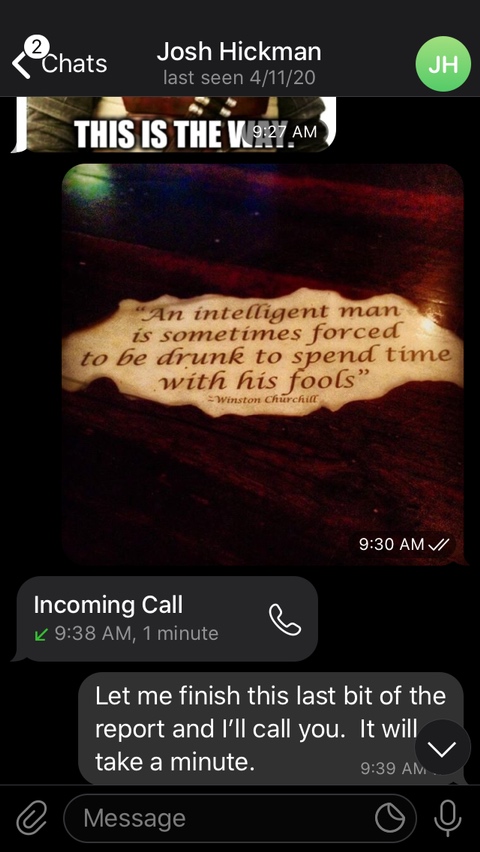 2
Chats
Josh Hickman
last seen 4/11/20
JH
THIS IS THE WAY.
9:27 AM
“An intelligent man
is sometimes forced
to be drunk to spend time
with his fools”
~Winston Churchill
9:30 AM
Incoming Call
9:38 AM, 1 minute
Let me finish this last bit of the
report and I’ll call you.  It will
take a minute.
9:39 AM
Message